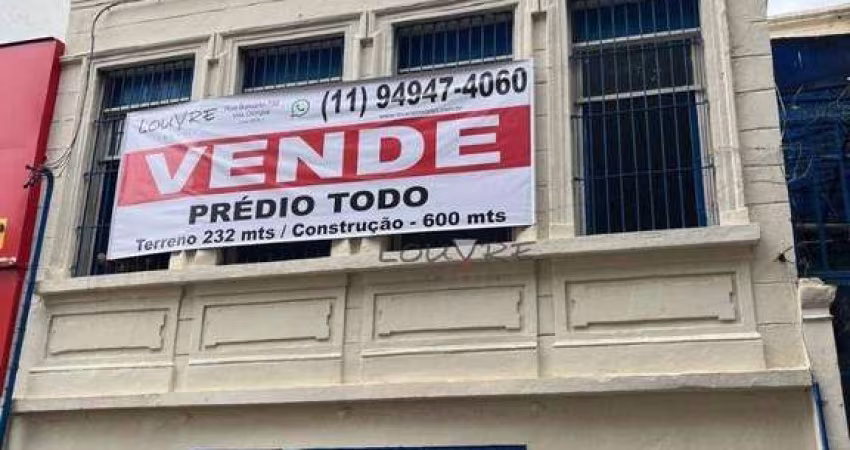 LOUVRE
(11) 94947-4060
VENDE
PRÉDIO TODO
Terreno 232 mts / Construção - 600 mts
LOUVRE